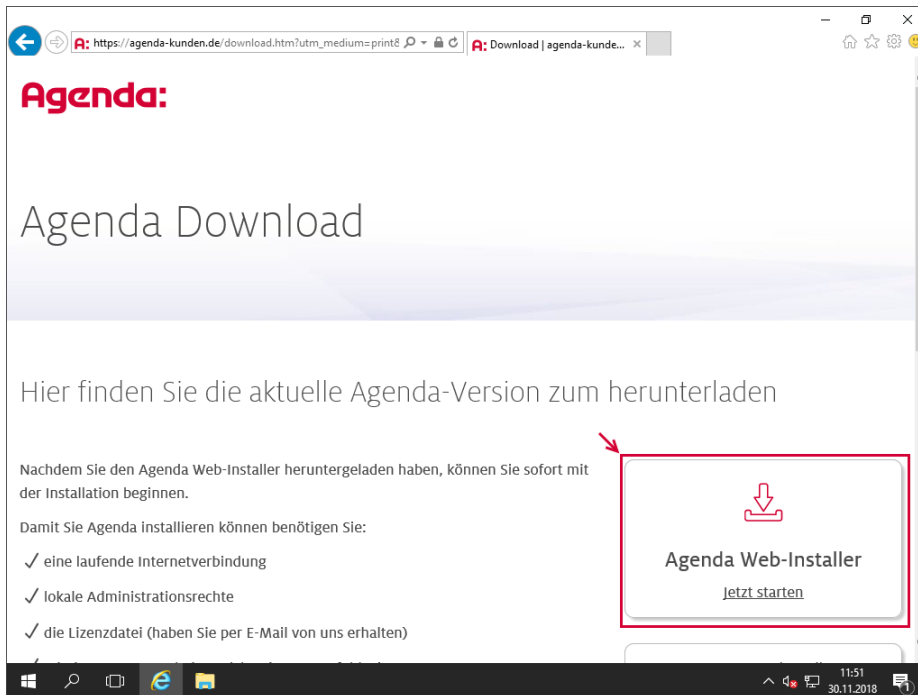 https://agenda-kunden.de/download.htm?utm_medium=print&
Download | agenda-kunde...
Agenda:
Agenda Download
Hier finden Sie die aktuelle Agenda-Version zum herunterladen
Nachdem Sie den Agenda Web-Installer heruntergeladen haben, können Sie sofort mit
der Installation beginnen.
Damit Sie Agenda installieren können benötigen Sie:
eine laufende Internetverbindung
lokale Administrationsrechte
die Lizenzdatei (haben Sie per E-Mail von uns erhalten)
Agenda Web-Installer
Jetzt starten
11:51
30.11.2018
1